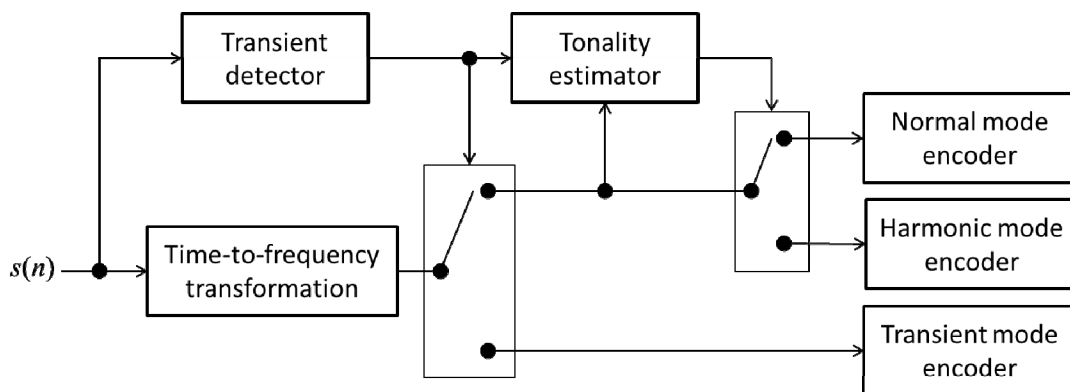 Transient
detector
Tonality
estimator
Normal mode
encoder
Harmonic mode
encoder
s(n)
Time-to-frequency
transformation
Transient mode
encoder